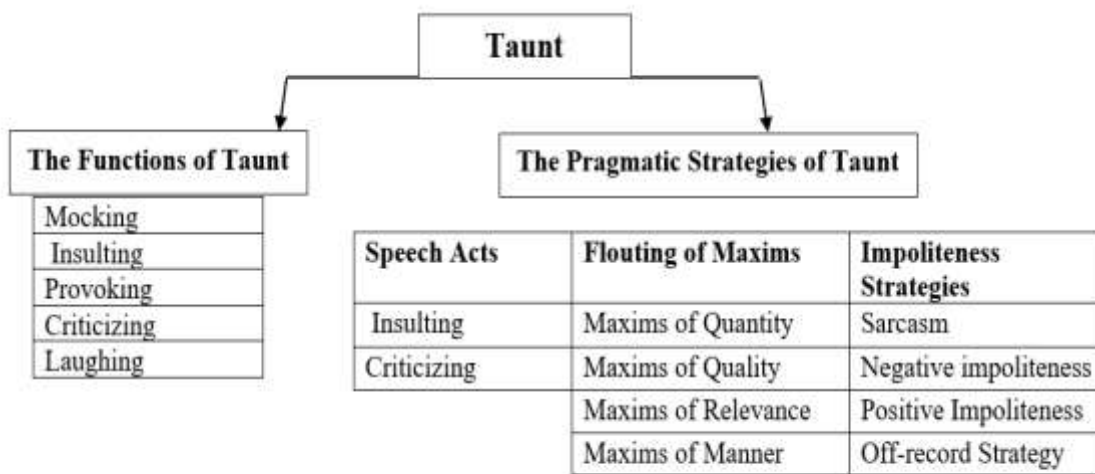 Taunt
The Functions of Taunt
The Pragmatic Strategies of Taunt
Mocking
Insulting
Provoking
Criticizing
Laughing
Speech Acts Flouting of Maxims Impoliteness
Strategies
Insulting Maxims of Quantity Sarcasm
Criticizing Maxims of Quality Negative impoliteness
Maxims of Relevance Positive Impoliteness
Maxims of Manner Off-record Strategy